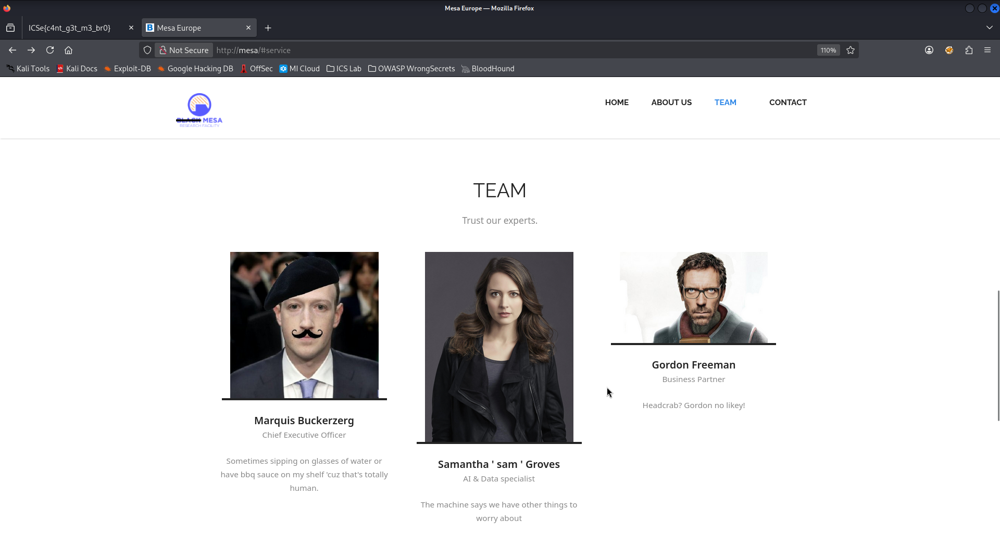 Mesa Europe — Mozilla Firefox
ICSe{c4nt_g3t_m3_br0}
Mesa Europe
Not Secure
http://mesa/#service
110%
Kali Tools
Kali Docs
Exploit-DB
Google Hacking DB
OffSec
MI Cloud
ICS Lab
OWASP WrongSecrets
BloodHound
BLACK MESA
RESEARCH FACILITY
HOME
ABOUT US
TEAM
CONTACT
TEAM
Trust our experts.
Marquis Buckerzerg
Chief Executive Officer
Sometimes sipping on glasses of water or
have bbq sauce on my shelf 'cuz that's totally
human.
Samantha ' sam ' Groves
AI & Data specialist
The machine says we have other things to
worry about
Gordon Freeman
Business Partner
Headcrab? Gordon no likey!